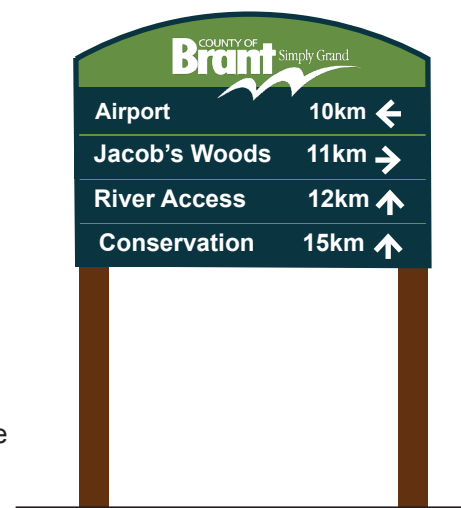 COUNTY OF
Brant Simply Grand
Airport 10km ←
Jacob's Woods 11km →
River Access 12km ↑
Conservation 15km ↑
e